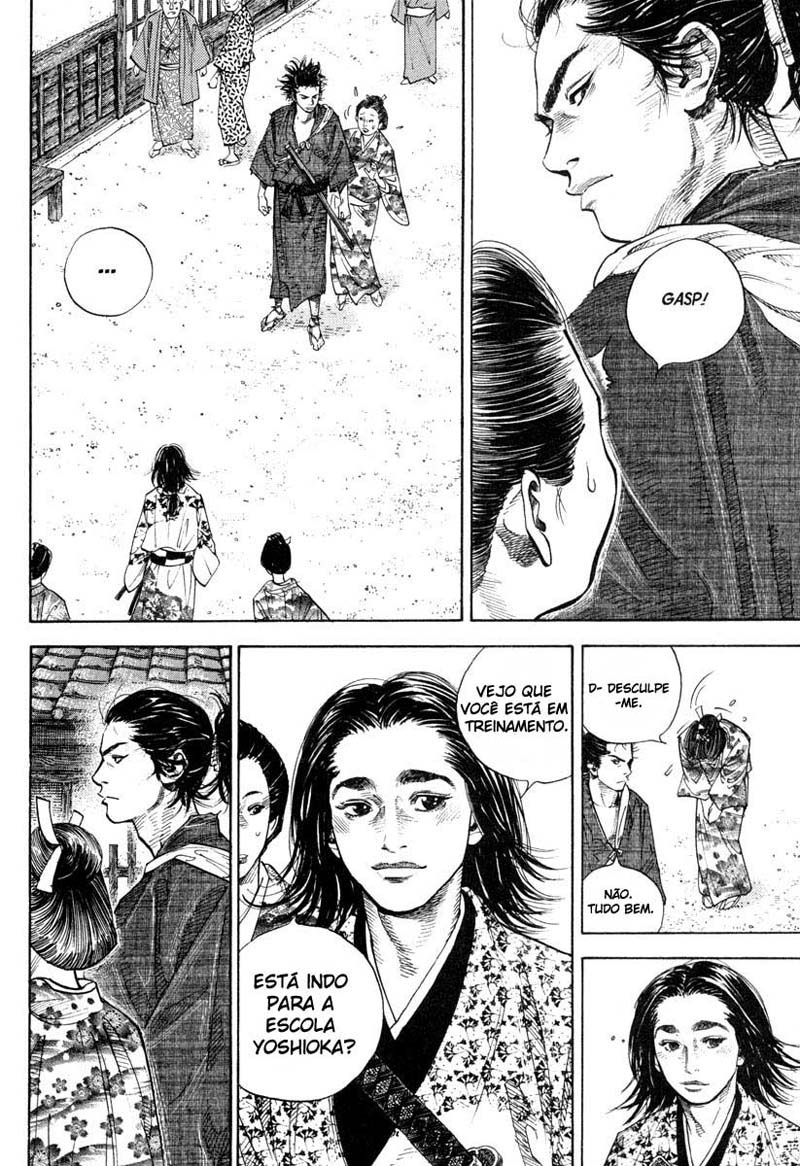 GASP!
...
D- DESCULPE
-ME.
NÃO.
TUDO BEM.
VEJO QUE
VOCÊ ESTÁ EM
TREINAMENTO.
ESTÁ INDO
PARA A
ESCOLA
YOSHIOKA?